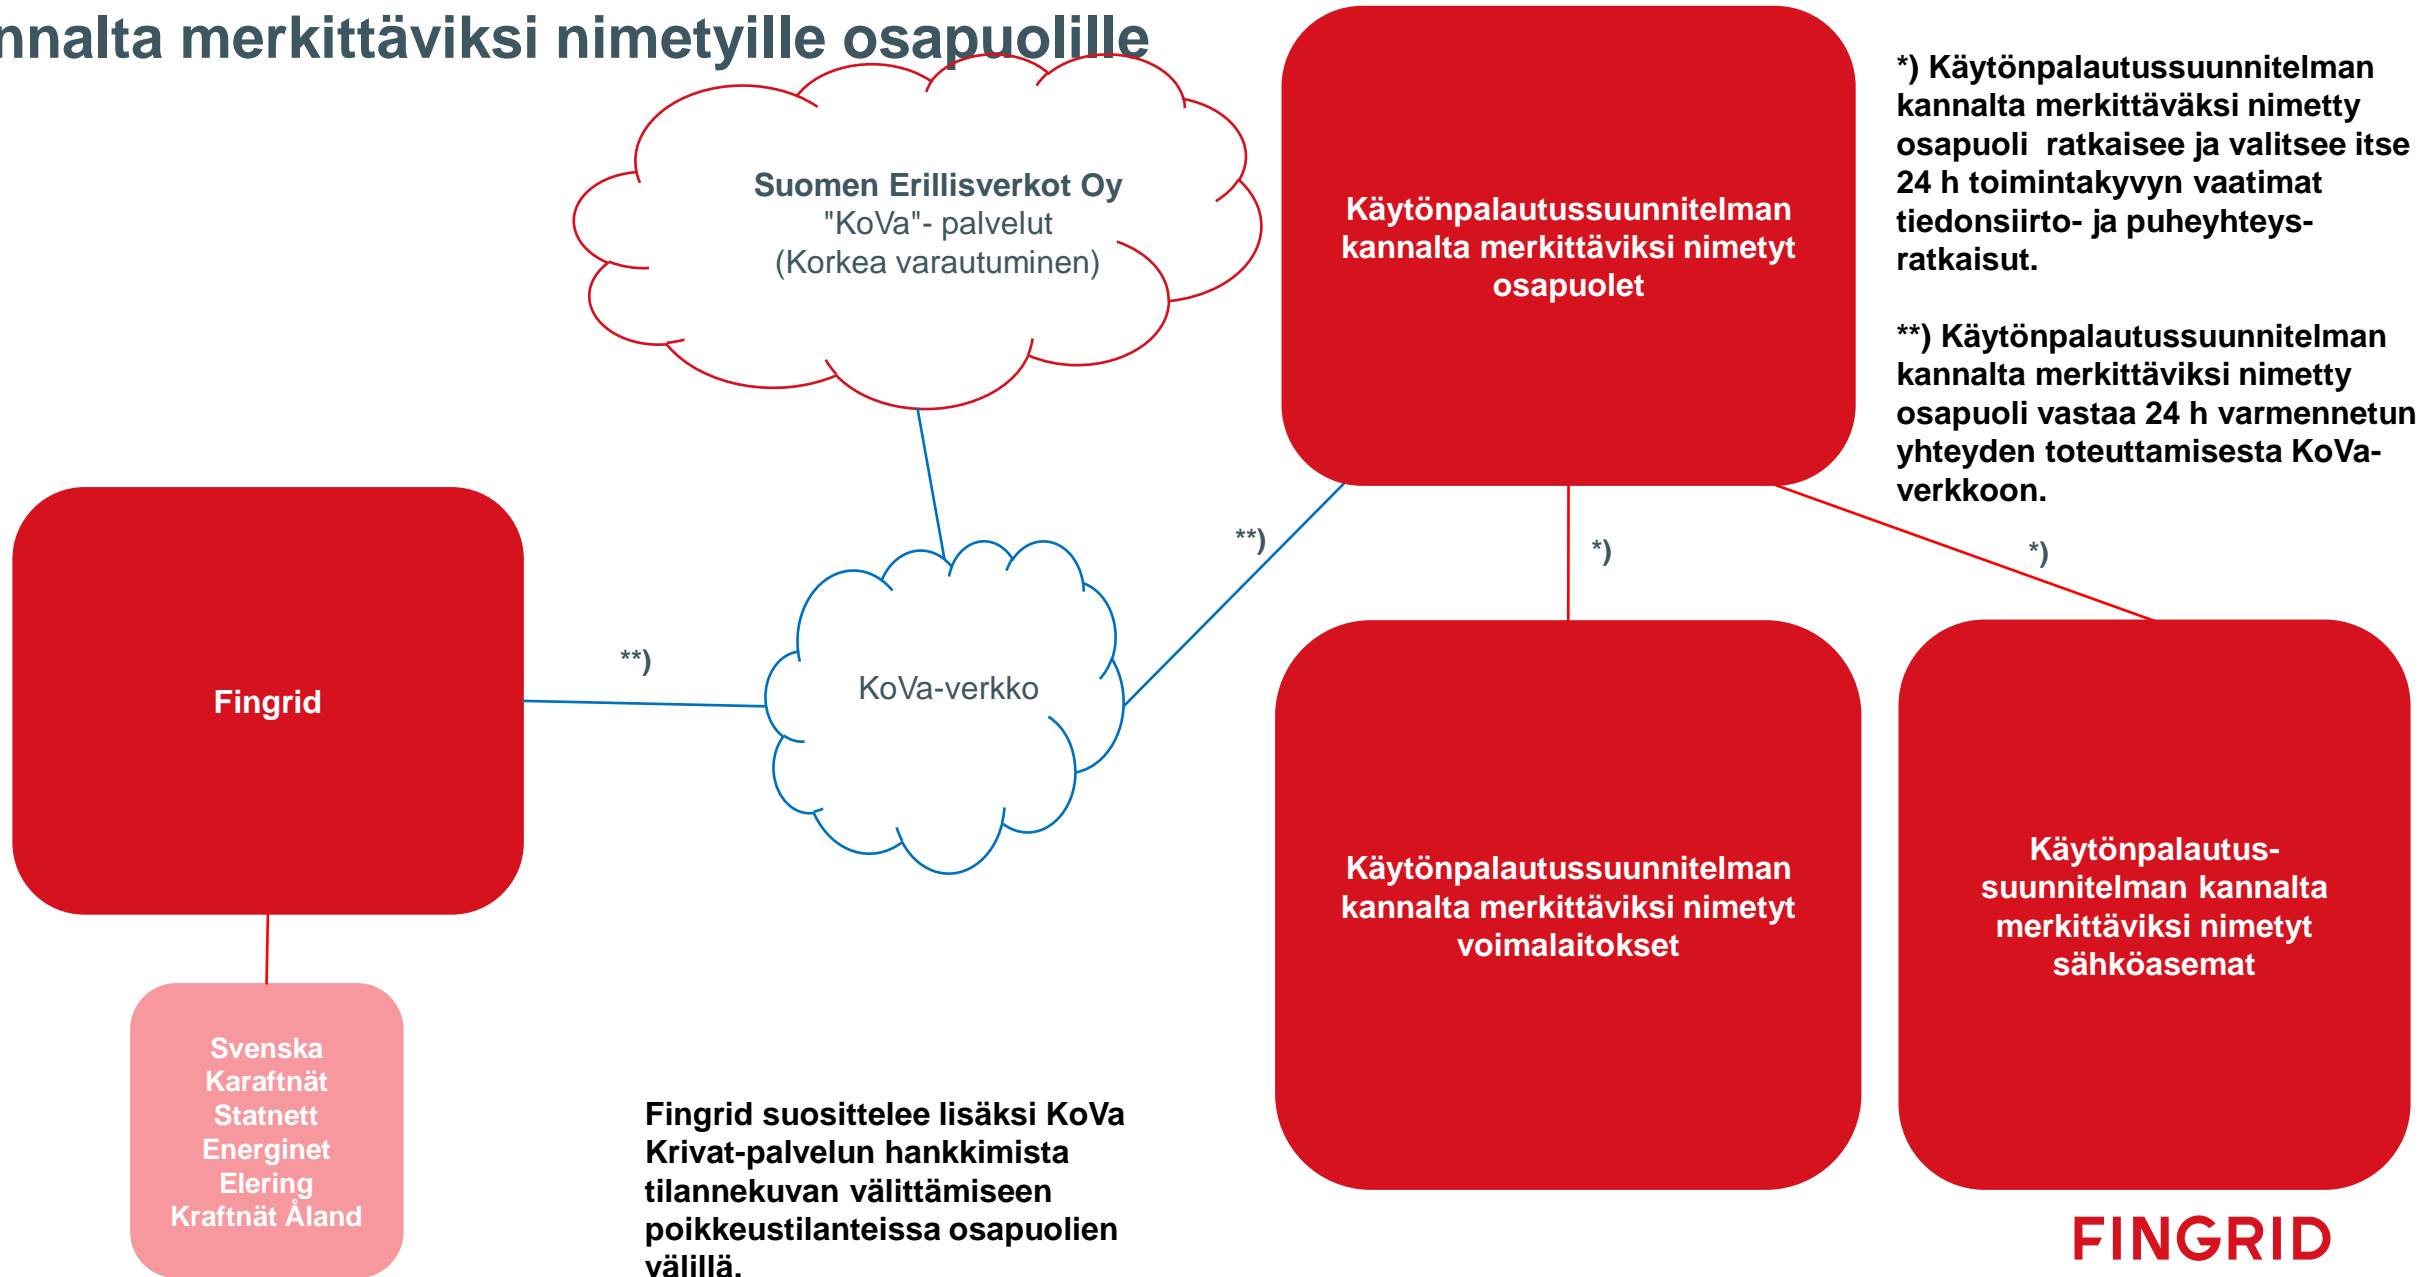 nnalta merkittäviksi nimetyille osapuolille
Suomen Erillisverkot Oy
"KoVa"- palvelut
(Korkea varautuminen)
Käytönpalautussuunnitelman
kannalta merkittäviksi nimetyt
osapuolet
*) Käytönpalautussuunnitelman
kannalta merkittäväksi nimetty
osapuoli ratkaisee ja valitsee itse
24 h toimintakyvyn vaatimat
tiedonsiirto- ja puheyhteys-
ratkaisut.
**) Käytönpalautussuunnitelman
kannalta merkittäviksi nimetty
osapuoli vastaa 24 h varmennetun
yhteyden toteuttamisesta KoVa-
verkkoon.
**)
*)
*)
**)
Fingrid
KoVa-verkko
Käytönpalautussuunnitelman
kannalta merkittäviksi nimetyt
voimalaitokset
Käytönpalautus-
suunnitelman kannalta
merkittäviksi nimetyt
sähköasemat
Svenska
Karaftnät
Statnett
Energinet
Elering
Kraftnät Åland
Fingrid suosittelee lisäksi KoVa
Krivat-palvelun hankkimista
tilannekuvan välittämiseen
poikkeustilanteissa osapuolien
välillä.
FINGRID